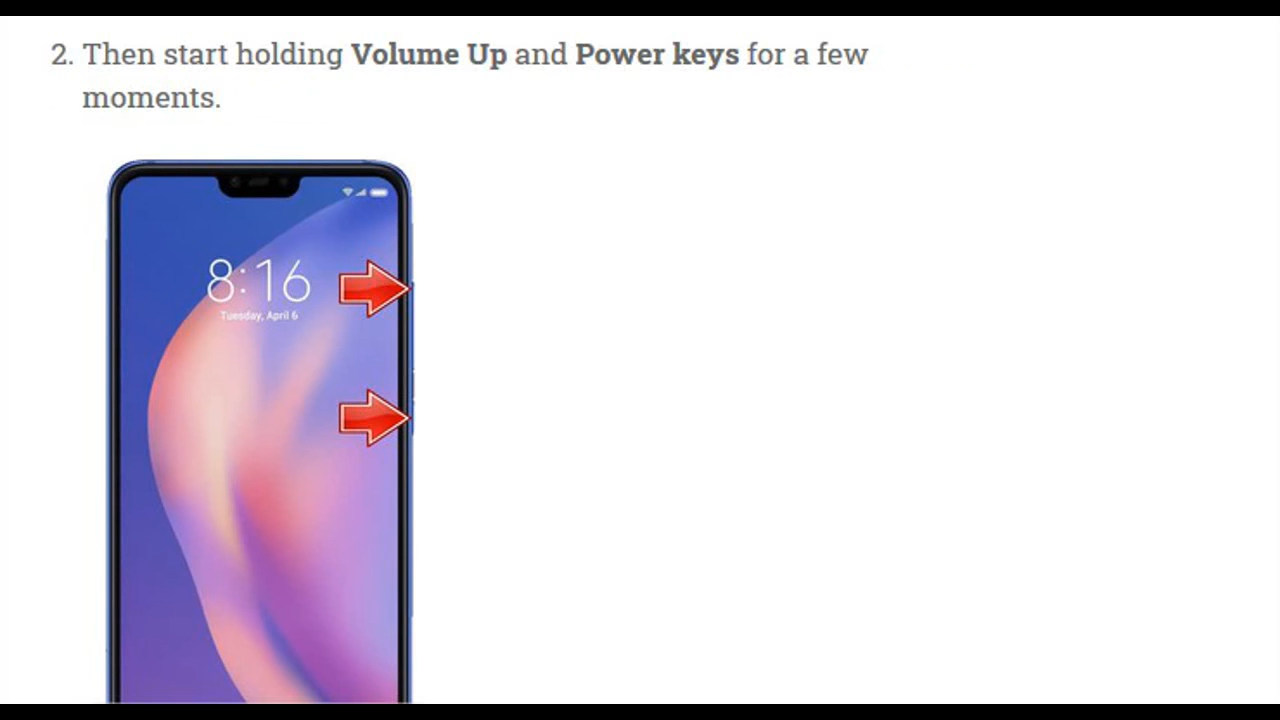 2. Then start holding Volume Up and Power keys for a few
moments.
8:16
Tuesday, April 6